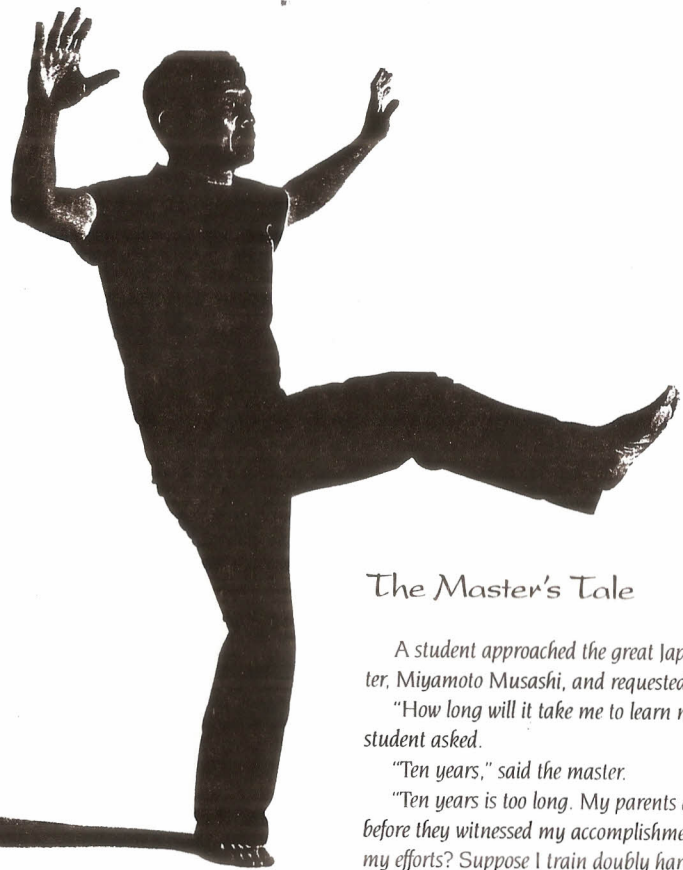 The Master's Tale
A student approached the great Jap
ter, Miyamoto Musashi, and requested
"How long will it take me to learn
student asked.
"Ten years," said the master.
"Ten years is too long. My parents
before they witnessed my accomplishme
my efforts? Suppose I train doubly har